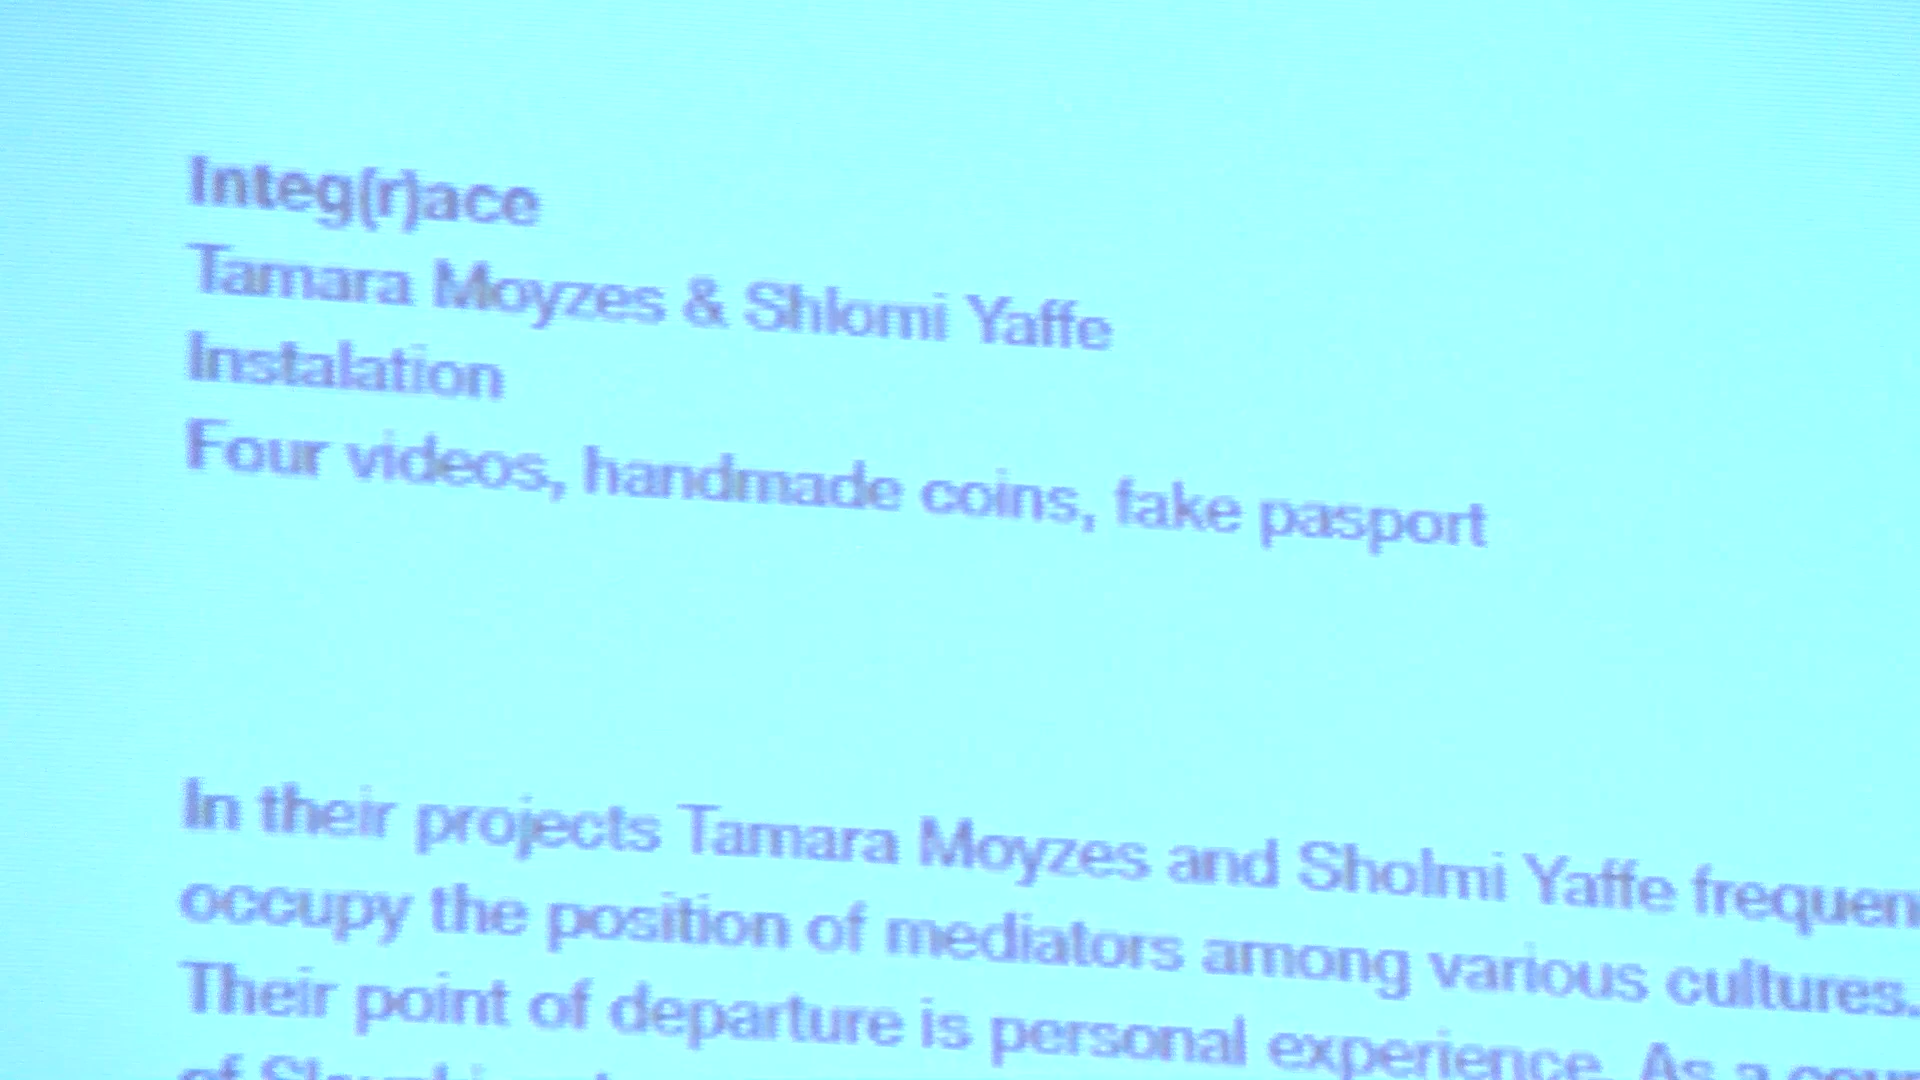 Integ(r)ace
Tamara Moyzes & Shlomi Yaffe
Instalation
Four videos, handmade coins, fake pasport
In their projects Tamara Moyzes and Sholmi Yaffe
occupy the position of mediators among various cultures.
Their point of departure is personal experience. As a
of